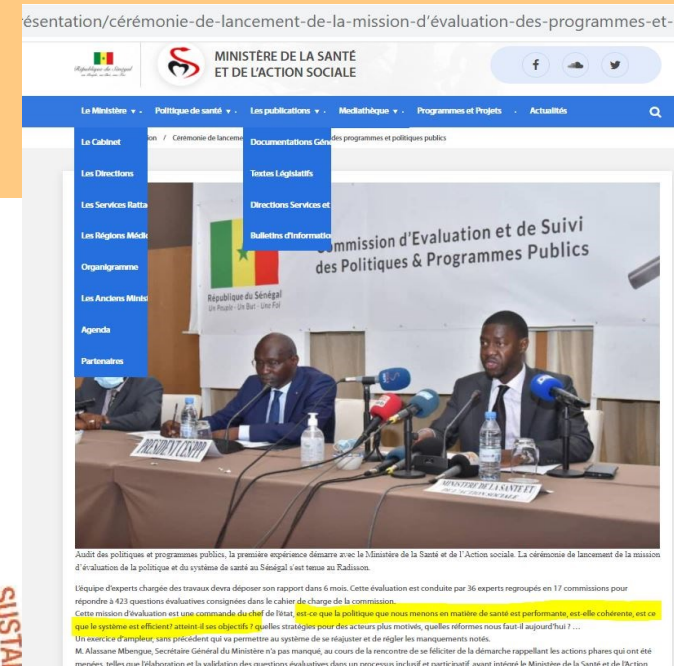 ésentation/cérémonie-de-lancement-de-la-mission-d’évaluation-des-programmes-et-
République du Sénégal
MINISTÈRE DE LA SANTÉ
ET DE L'ACTION SOCIALE
Le Ministère
Politique de santé
Les publications
Mediathèque
Programmes et Projets
Actualités
on / Cerémonie de lanceme
des programmes et politiques publics
Le Cabinet
Les Directions
Les Services Ratta
Les Régions Médic
Organigramme
Les Anciens Minist
Agenda
Partenaires
Documentations Géné
Textes Législatifs
Directions Services et
Bulletins d'Informatio
mmission d'Evaluation et de Suivi
des Politiques & Programmes Publics
République du Sénégal
Un Peuple - Un But - Une Foi
PRESIDENT CESPPP
MINISTERE DE LA SANTE ET
DE L'ACTION SOCIALE
Audit des politiques et programmes publics, la première expérience démarre avec le Ministère de la Santé et de l'Action sociale. La cérémonie de lancement de la mission
d'évaluation de la politique et du système de santé au Sénégal s'est tenue au Radisson.
L'équipe d'experts chargée des travaux devra déposer son rapport dans 6 mois. Cette évaluation est conduite par 36 experts regroupés en 17 commissions pour
répondre à 423 questions évaluatives consignées dans le cahier de charge de la commission.
Cette mission d'évaluation est une commande du chef de l'état, est-ce que la politique que nous menons en matière de santé est performante, est-elle cohérente, est ce
que le système est efficient? atteint-il ses objectifs ? quelles stratégies pour des acteurs plus motivés, quelles réformes nous faut-il aujourd'hui ? …
Un exercice d'ampleur, sans précédent qui va permettre au système de se réajuster et de régler les manquements notés.
M. Alassane Mbengue, Secrétaire Général du Ministère n'a pas manqué, au cours de la rencontre de se féliciter de la démarche rappellant les actions phares qui ont été
menées, telles que l'élaboration et la validation des questions évaluatives dans un processus inclusif et participatif, ayant intégré le Ministère de la Santé et de l'Action
SUSTA